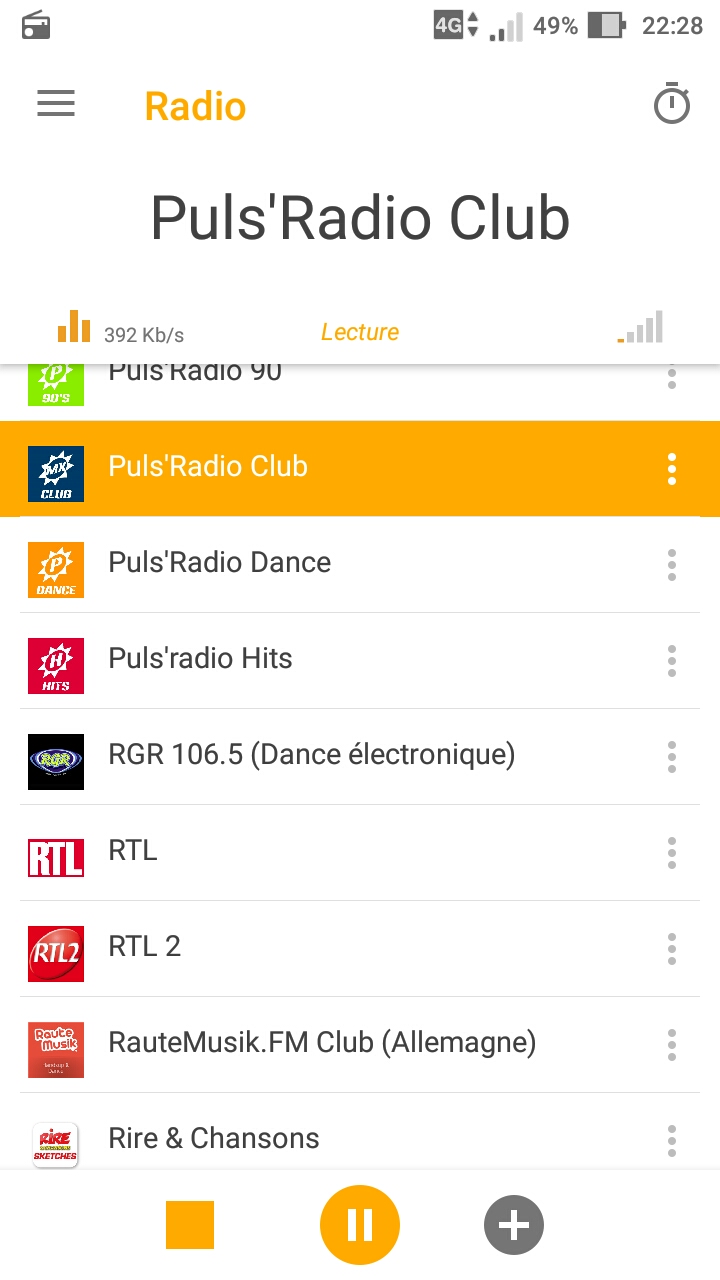 4G 49% 22:28
Radio
Puls'Radio Club
392 Kb/s Lecture
P
90'S
Puls'Radio 90
MX
CLUB
Puls'Radio Club
P
DANCE
Puls'Radio Dance
H
HITS
Puls'radio Hits
RGR
RGR 106.5 (Dance électronique)
RTL
RTL
RTL2
RTL 2
Raute
Musik
RauteMusik.FM Club (Allemagne)
RIRE
SKETCHES
Rire & Chansons